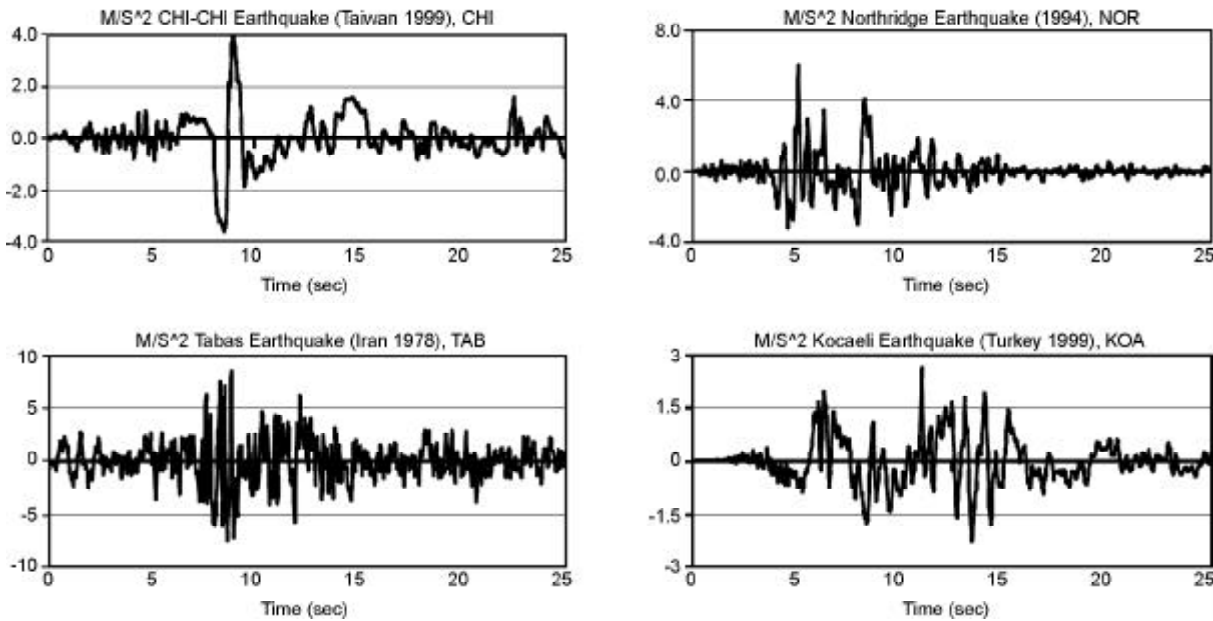 M/S^2 CHI-CHI Earthquake (Taiwan 1999), CHI
4.0
2.0
0.0
-2.0
-4.0
0 5 10 15 20 25
Time (sec)
M/S^2 Northridge Earthquake (1994), NOR
8.0
4.0
0.0
-4.0
0 5 10 15 20 25
Time (sec)
M/S^2 Tabas Earthquake (Iran 1978), TAB
10
5
0
-5
-10
0 5 10 15 20 25
Time (sec)
M/S^2 Kocaeli Earthquake (Turkey 1999), KOA
3
1.5
0
-1.5
-3
0 5 10 15 20 25
Time (sec)